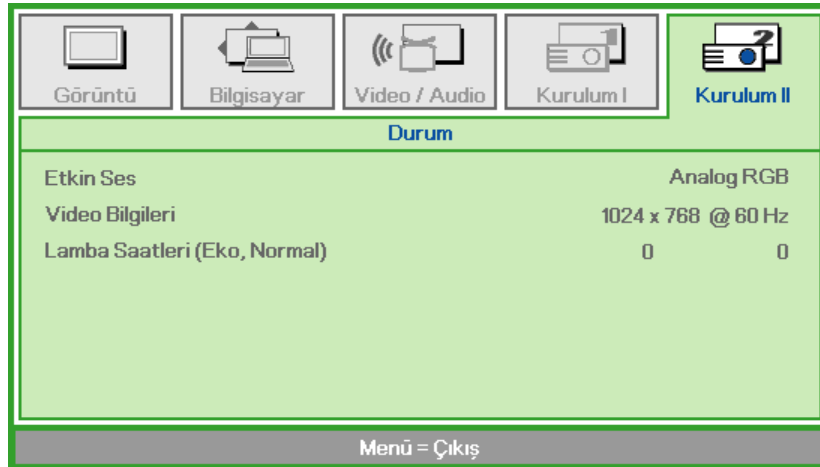 Görüntü
Bilgisayar
Video / Audio
Kurulum I
Kurulum II
Durum
Etkin Ses Analog RGB
Video Bilgileri 1024 x 768 @ 60 Hz
Lamba Saatleri (Eko, Normal) 0 0
Menü = Çıkış